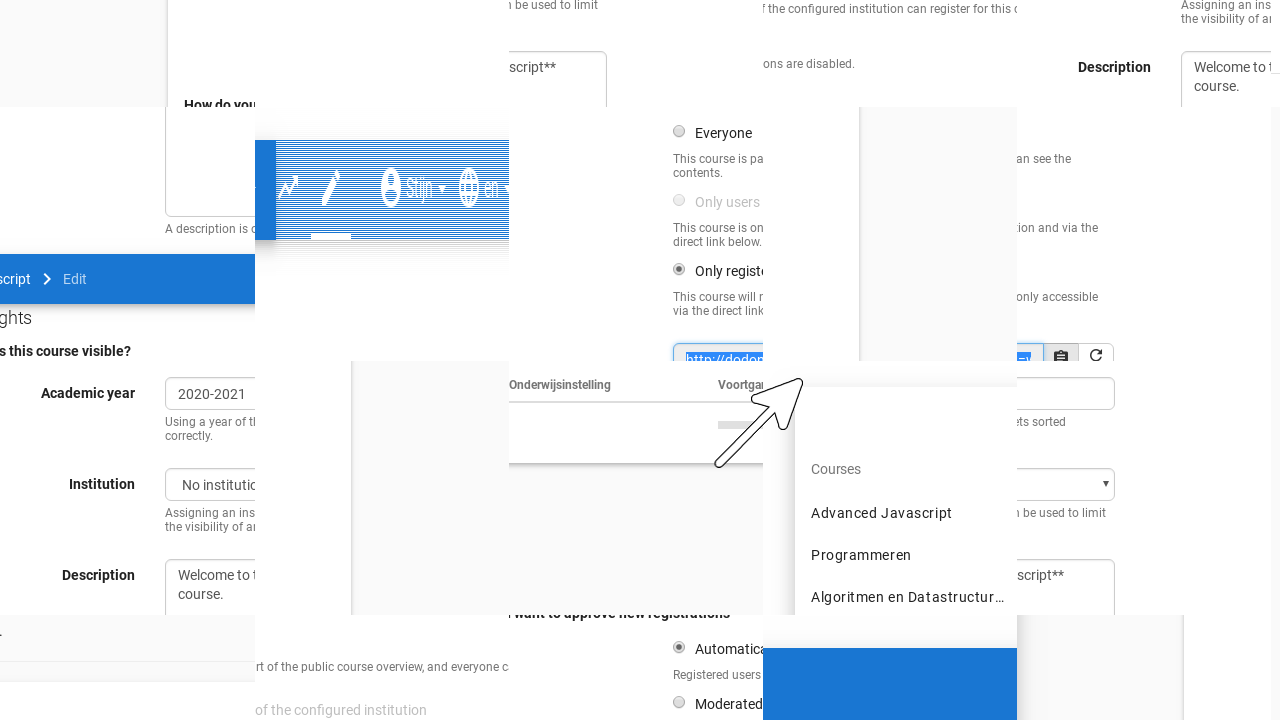 be used to limit
f the configured institution can register for this
Assigning an ins
the visibility of a
script**
ons are disabled.
Description
Welcome to t
course.
How do you
Everyone
This course is pa
contents.
an see the
Only users
This course is on
direct link below.
ion and via the
A description is
Stijn
en
Only registe
This course will r
via the direct link
only accessible
script
Edit
ghts
s this course visible?
http://dodon
Academic year
2020-2021
Using a year of th
correctly.
Onderwijsinstelling
Voortga
ets sorted
Institution
No institutio
Assigning an ins
the visibility of a
Courses
Advanced Javascript
Programmeren
Algoritmen en Datastructur...
be used to limit
Description
Welcome to t
course.
script**
want to approve new registrations
Automatica
Registered users
Moderated
rt of the public course overview, and everyone c
of the configured institution